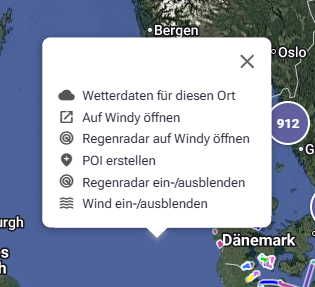 Bergen
Oslo
Wetterdaten für diesen Ort
Auf Windy öffnen
912
Regenradar auf Windy öffnen
POI erstellen
Regenradar ein-/ausblenden
Wind ein-/ausblenden
Dänemark